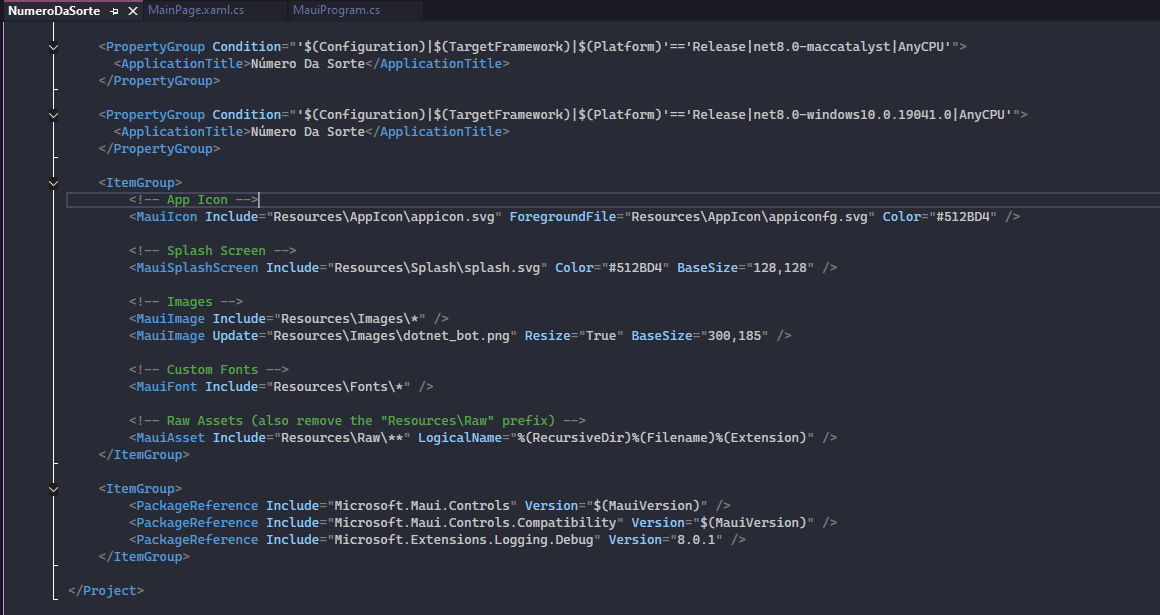 NumeroDaSorte MainPage.xaml.cs MauiProgram.cs
<PropertyGroup Condition="'$(Configuration)|$(TargetFramework)|$(Platform)'=='Release|net8.0-maccatalyst|AnyCPU'">
<ApplicationTitle>Número Da Sorte</ApplicationTitle>
</PropertyGroup>
<PropertyGroup Condition="'$(Configuration)|$(TargetFramework)|$(Platform)'=='Release|net8.0-windows10.0.19041.0|AnyCPU'">
<ApplicationTitle>Número Da Sorte</ApplicationTitle>
</PropertyGroup>
<ItemGroup>
<!-- App Icon -->
<MauiIcon Include="Resources\AppIcon\appicon.svg" ForegroundFile="Resources\AppIcon\appiconfg.svg" Color="#512BD4" />
<!-- Splash Screen -->
<MauiSplashScreen Include="Resources\Splash\splash.svg" Color="#512BD4" BaseSize="128,128" />
<!-- Images -->
<MauiImage Include="Resources\Images\*" />
<MauiImage Update="Resources\Images\dotnet_bot.png" Resize="True" BaseSize="300,185" />
<!-- Custom Fonts -->
<MauiFont Include="Resources\Fonts\*" />
<!-- Raw Assets (also remove the "Resources\Raw" prefix) -->
<MauiAsset Include="Resources\Raw\**" LogicalName="%(RecursiveDir)%(Filename)%(Extension)" />
</ItemGroup>
<ItemGroup>
<PackageReference Include="Microsoft.Maui.Controls" Version="$(MauiVersion)" />
<PackageReference Include="Microsoft.Maui.Controls.Compatibility" Version="$(MauiVersion)" />
<PackageReference Include="Microsoft.Extensions.Logging.Debug" Version="8.0.1" />
</ItemGroup>
</Project>